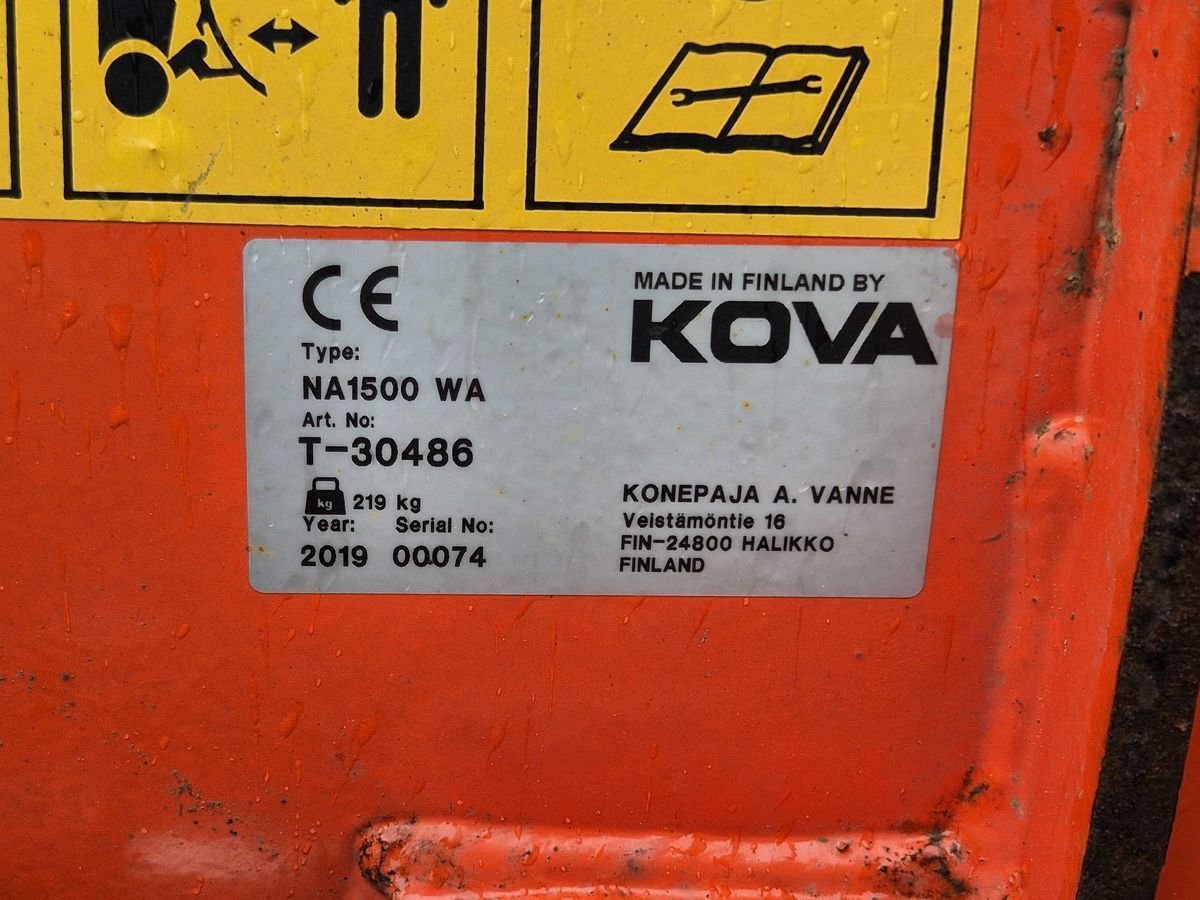 CE
Type:
NA1500 WA
Art. No:
T-30486
kg 219 kg
Year: Serial No:
2019 00074
MADE IN FINLAND BY
KOVA
KONEPAJA A. VANNE
Veistämöntie 16
FIN-24800 HALIKKO
FINLAND